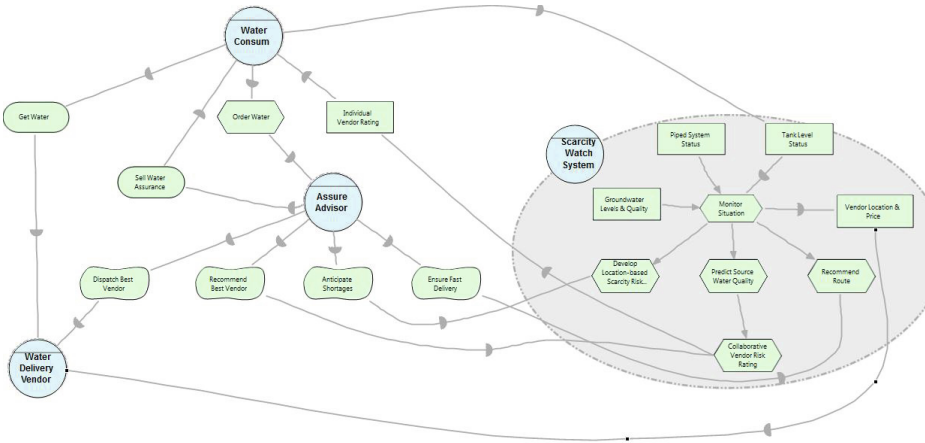 Water
Consum
Get Water
Order Water
Individual
Vendor Rating
Piped System
Status
Tank Level
Status
Scarcity
Watch
System
Sell Water
Assurance
Assure
Advisor
Groundwater
Levels & Quality
Monitor
Situation
Vendor Location &
Price
Dispatch Best
Vendor
Recommend
Best Vendor
Anticipate
Shortages
Ensure Fast
Delivery
Develop
Location-based
Scarcity Risk..
Predict Source
Water Quality
Recommend
Route
Water
Delivery
Vendor
Collaborative
Vendor Risk
Rating